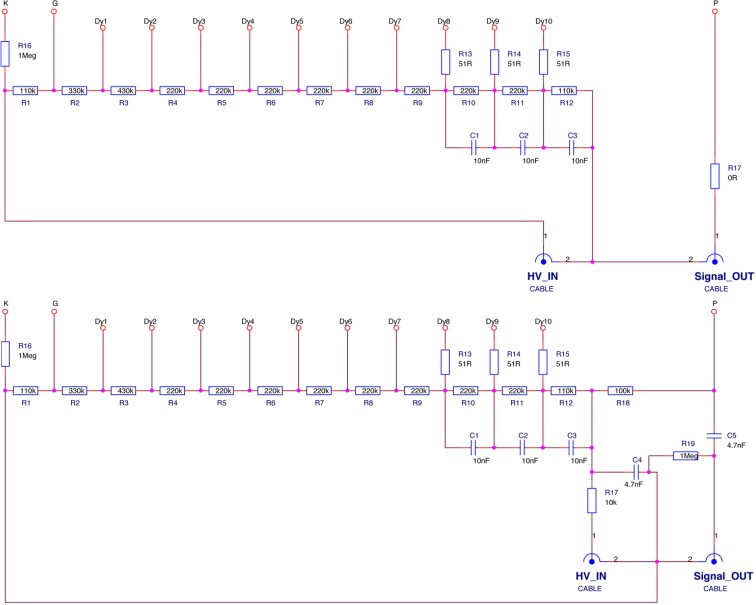 K G P
Dy1 Dy2 Dy3 Dy4 Dy5 Dy6 Dy7 Dy8 Dy9 Dy10
R16 R13 R14 R15
1Meg 51R 51R 51R
110k 330k 430k 220k 220k 220k 220k 220k 220k 220k 220k 110k
R1 R2 R3 R4 R5 R6 R7 R8 R9 R10 R11 R12
C1 C2 C3
10nF 10nF 10nF
R17
0R
1 1
2 2
HV_IN Signal_OUT
CABLE CABLE
K G P
Dy1 Dy2 Dy3 Dy4 Dy5 Dy6 Dy7 Dy8 Dy9 Dy10
R16 R13 R14 R15
1Meg 51R 51R 51R
110k 330k 430k 220k 220k 220k 220k 220k 220k 220k 220k 110k 100k
R1 R2 R3 R4 R5 R6 R7 R8 R9 R10 R11 R12 R18
C1 C2 C3 C5
R19 4.7nF
1Meg
10nF 10nF 10nF C4
4.7nF
R17
10k
1 1
2 2
HV_IN Signal_OUT
CABLE CABLE